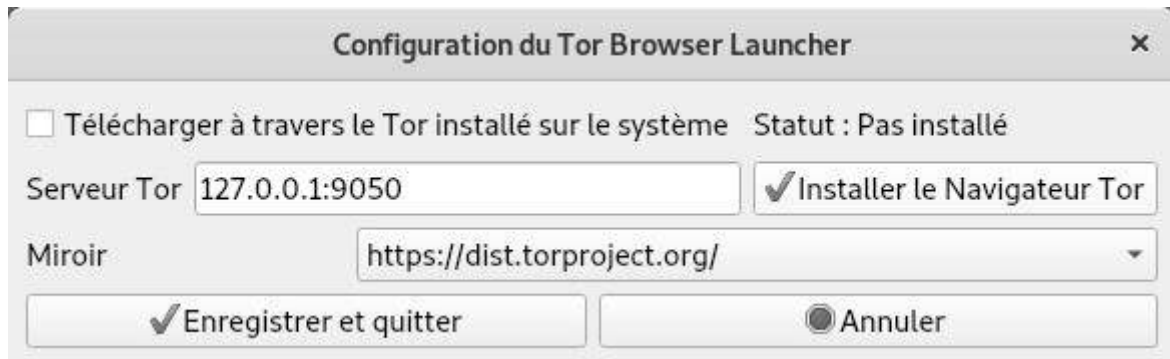 Configuration du Tor Browser Launcher
Télécharger à travers le Tor installé sur le système Statut : Pas installé
Serveur Tor 127.0.0.1:9050 Installer le Navigateur Tor
Miroir https://dist.torproject.org/
Enregistrer et quitter Annuler